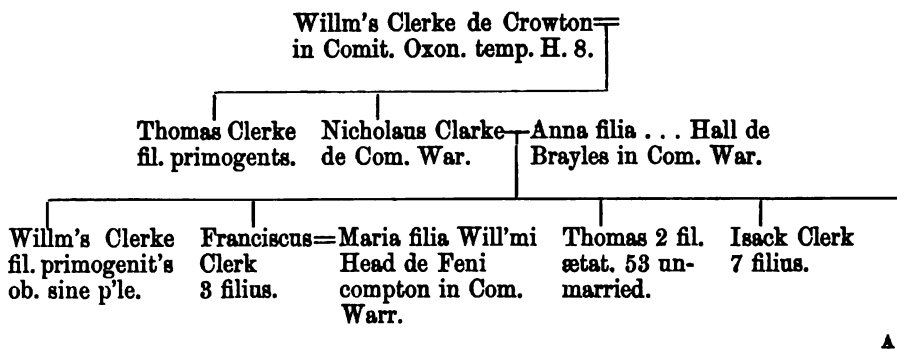 Willm's Clerke de Crowton
in Comit. Oxon. temp. H. 8.
Thomas Clerke
fil. primogents.
Nicholaus Clarke
de Com. War.
Anna filia . . . Hall de
Brayles in Com. War.
Willm's Clerke
fil. primogenit's
ob. sine p'le.
Franciscus
Clerk
3 filius.
Maria filia Will'mi
Head de Feni
compton in Com.
Warr.
Thomas 2 fil.
ætat. 53 un-
married.
Isack Clerk
7 filius.
A